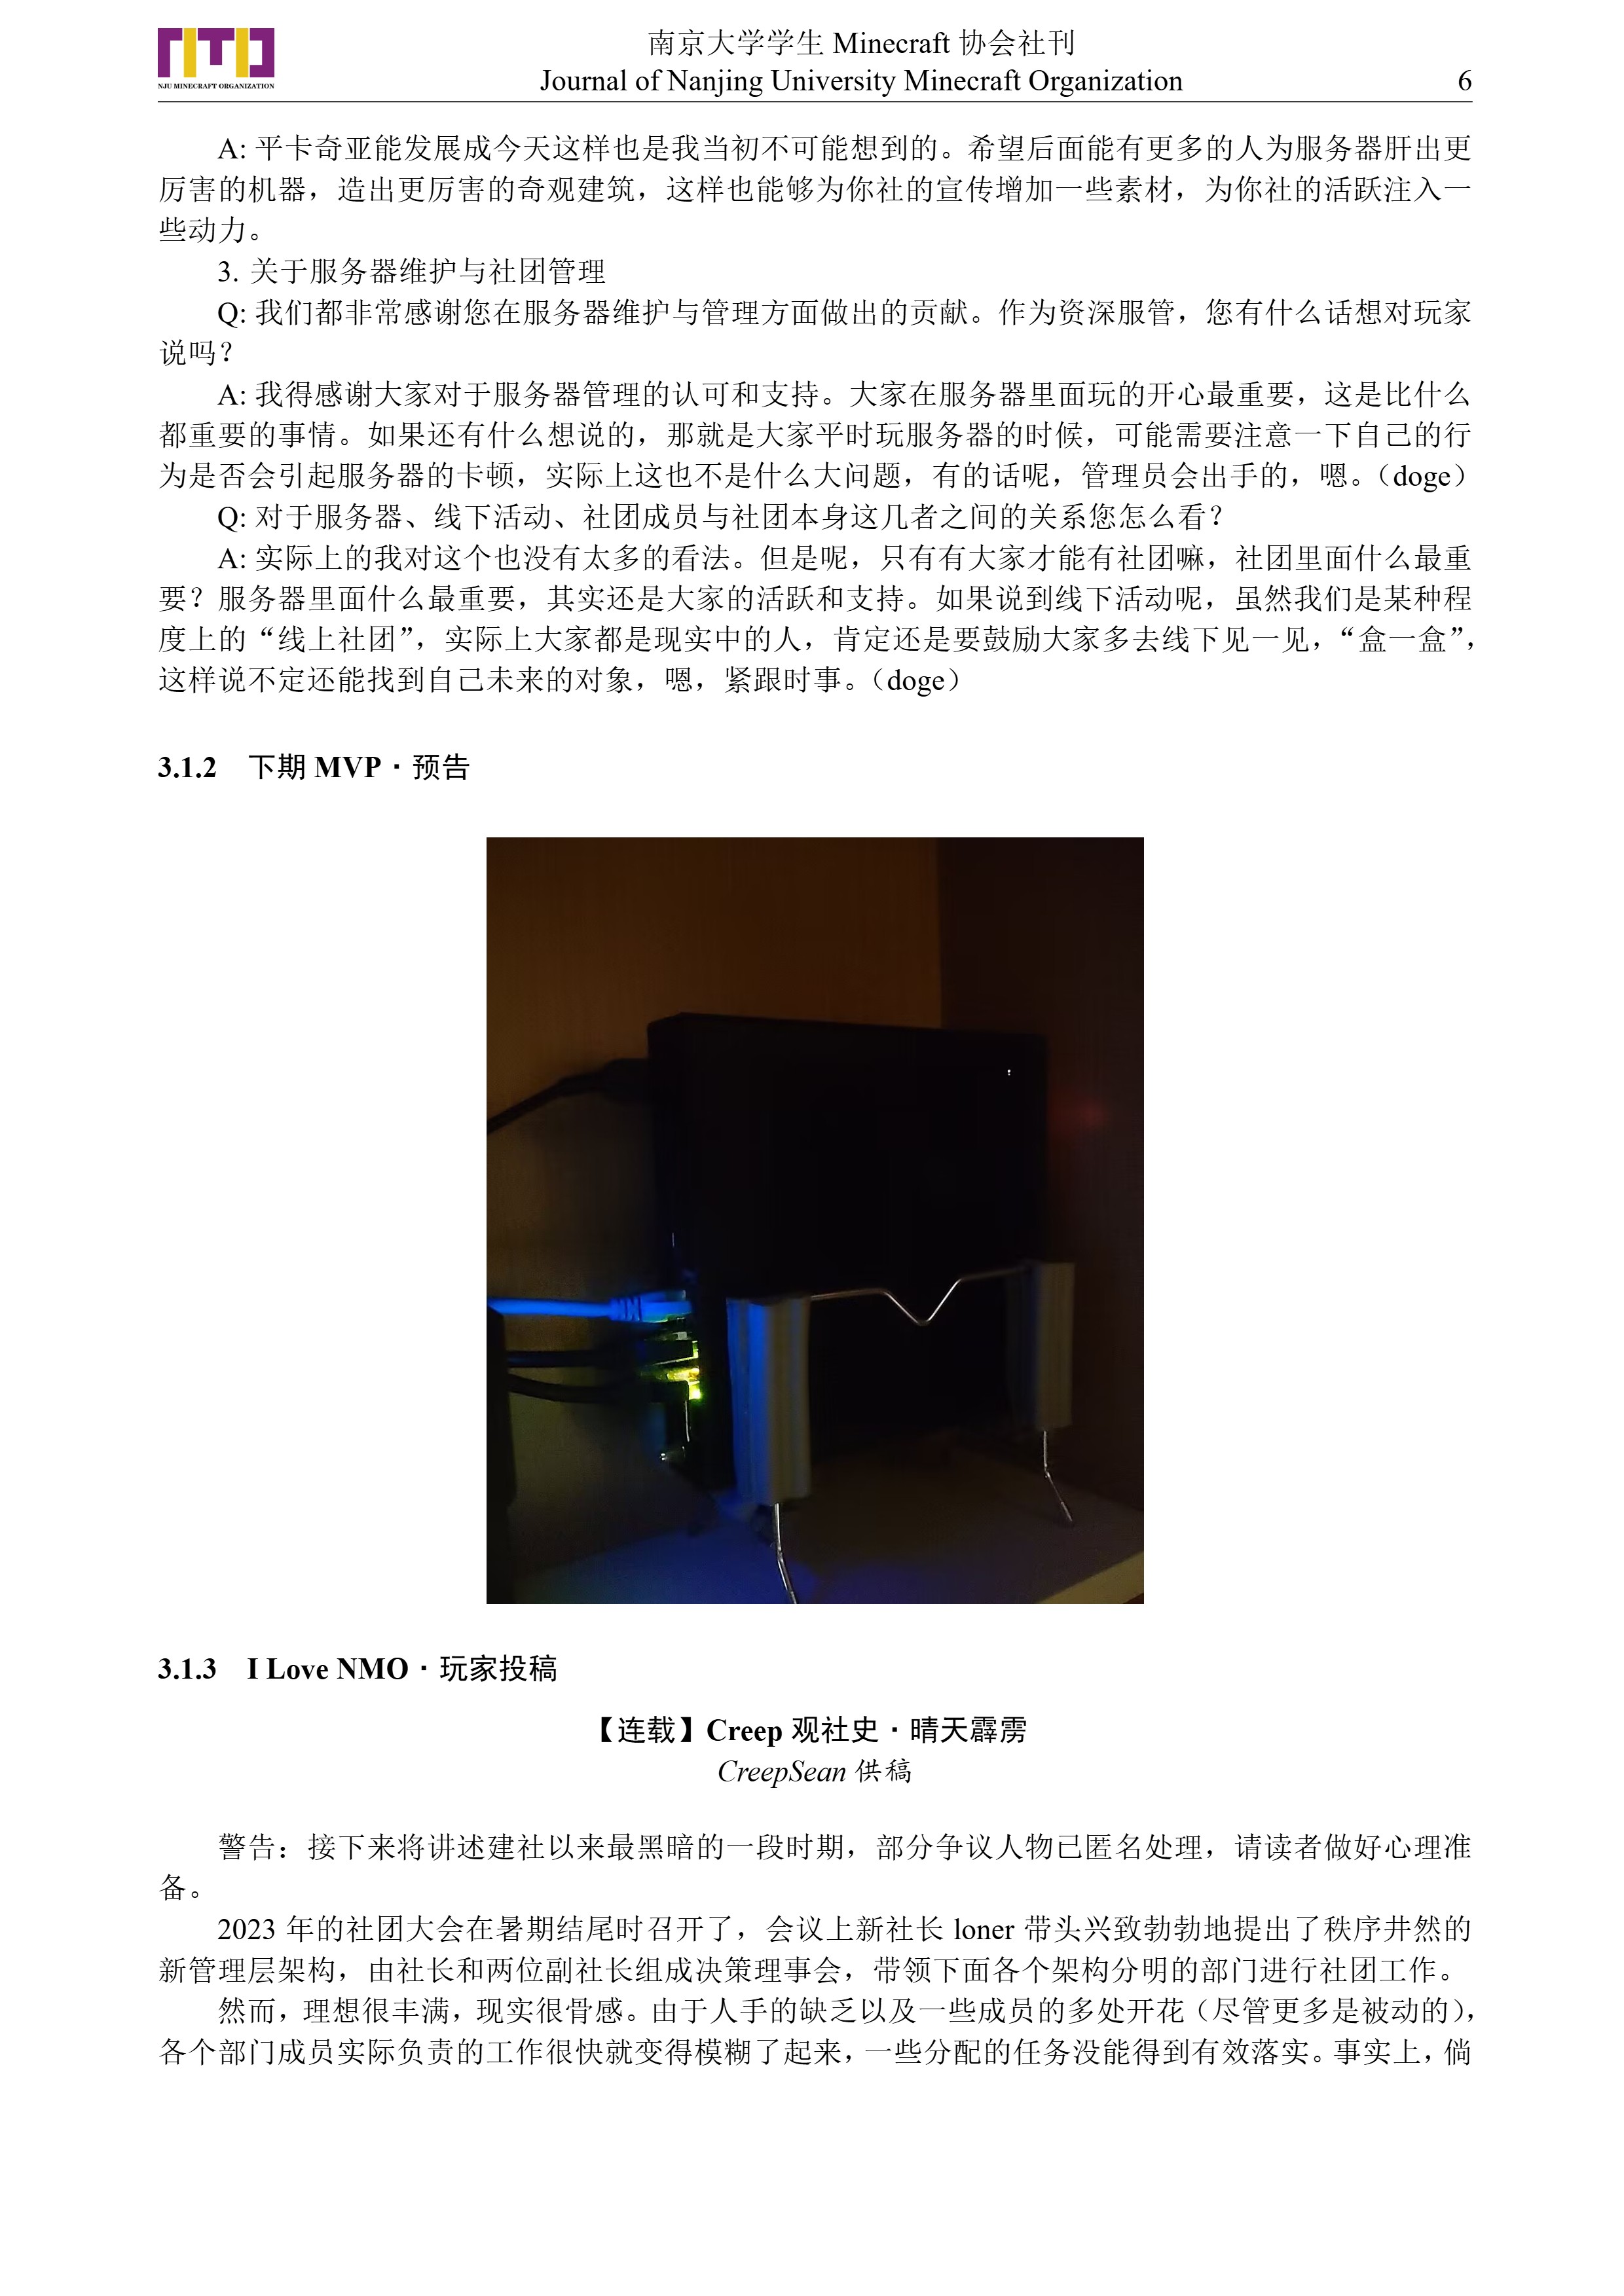 NJU MINECRAFT ORGANIZATION
南京大学学生 Minecraft 协会社刊
Journal of Nanjing University Minecraft Organization
6
A: 平卡奇亚能发展成今天这样也是我当初不可能想到的。希望后面能有更多的人为服务器肝出更
厉害的机器，造出更厉害的奇观建筑，这样也能够为你社的宣传增加一些素材，为你社的活跃注入一
些动力。
3. 关于服务器维护与社团管理
Q: 我们都非常感谢您在服务器维护与管理方面做出的贡献。作为资深服管，您有什么话想对玩家
说吗？
A: 我得感谢大家对于服务器管理的认可和支持。大家在服务器里面玩的开心最重要，这是比什么
都重要的事情。如果还有什么想说的，那就是大家平时玩服务器的时候，可能需要注意一下自己的行
为是否会引起服务器的卡顿，实际上这也不是什么大问题，有的话呢，管理员会出手的，嗯。（doge）
Q: 对于服务器、线下活动、社团成员与社团本身这几者之间的关系您怎么看？
A: 实际上的我对这个也没有太多的看法。但是呢，只有有大家才能有社团嘛，社团里面什么最重
要？服务器里面什么最重要，其实还是大家的活跃和支持。如果说到线下活动呢，虽然我们是某种程
度上的“线上社团”，实际上大家都是现实中的人，肯定还是要鼓励大家多去线下见一见，“盒一盒”，
这样说不定还能找到自己未来的对象，嗯，紧跟时事。（doge）
3.1.2 下期 MVP · 预告
3.1.3 I Love NMO · 玩家投稿
【连载】Creep 观社史 · 晴天霹雳
CreepSean 供稿
警告：接下来将讲述建社以来最黑暗的一段时期，部分争议人物已匿名处理，请读者做好心理准
备。
2023 年的社团大会在暑期结尾时召开了，会议上新社长 loner 带头兴致勃勃地提出了秩序井然的
新管理层架构，由社长和两位副社长组成决策理事会，带领下面各个架构分明的部门进行社团工作。
然而，理想很丰满，现实很骨感。由于人手的缺乏以及一些成员的多处开花（尽管更多是被动的），
各个部门成员实际负责的工作很快就变得模糊了起来，一些分配的任务没能得到有效落实。事实上，倘